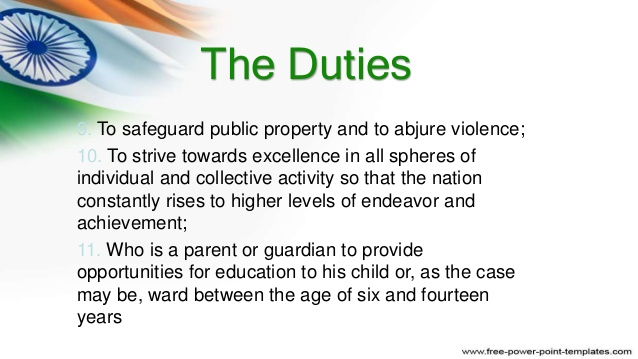 The Duties
9. To safeguard public property and to abjure violence;
10. To strive towards excellence in all spheres of
individual and collective activity so that the nation
constantly rises to higher levels of endeavor and
achievement;
11. Who is a parent or guardian to provide
opportunities for education to his child or, as the case
may be, ward between the age of six and fourteen
years
www.free-power-point-templates.com